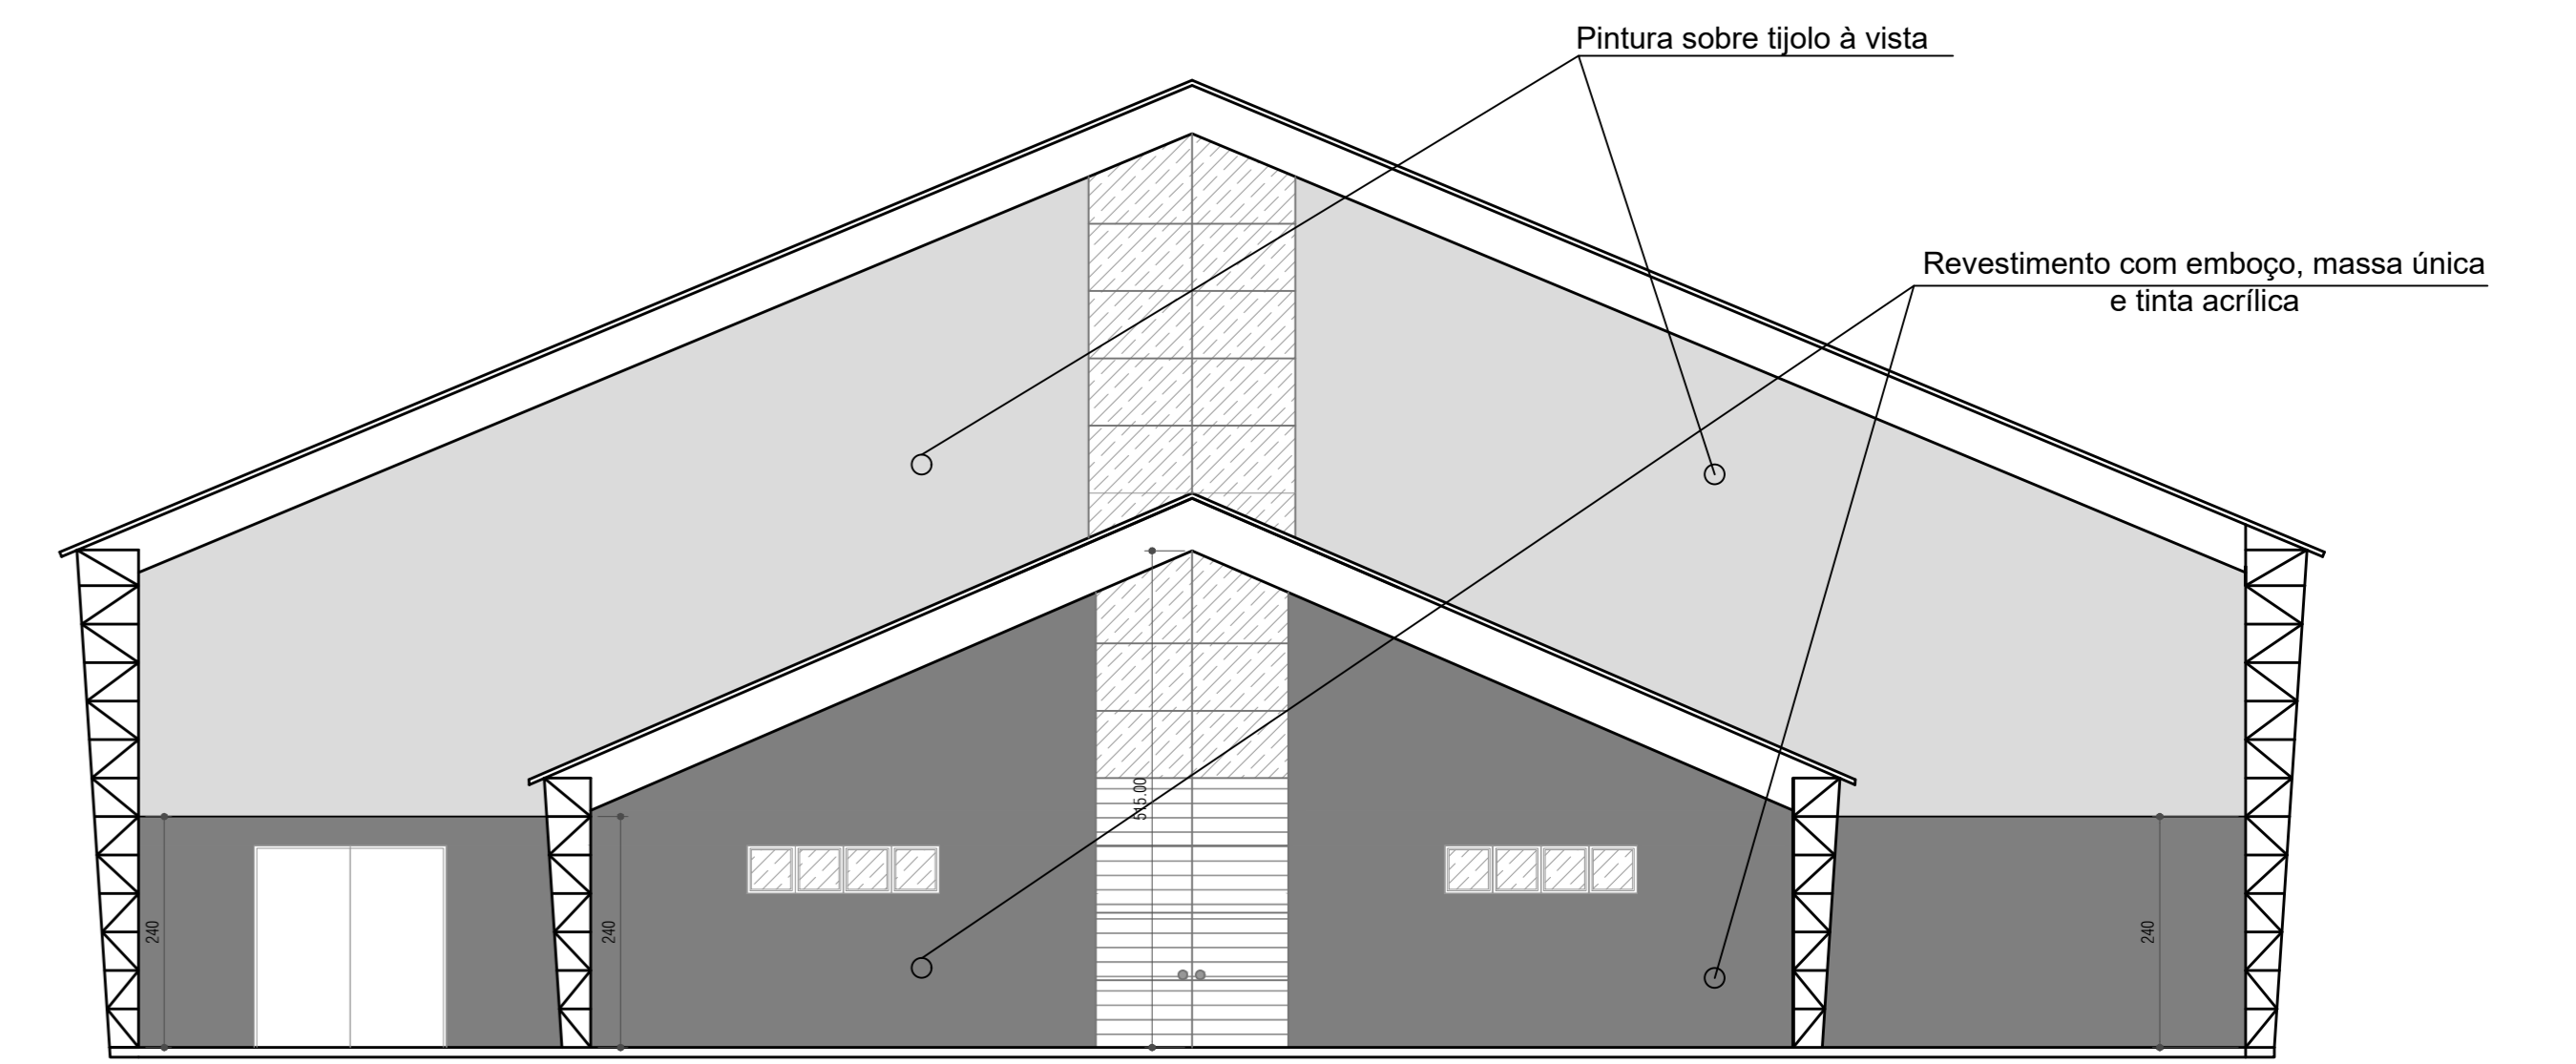 Pintura sobre tijolo à vista
Revestimento com emboço, massa única
e tinta acrílica
515.00
240
240
240